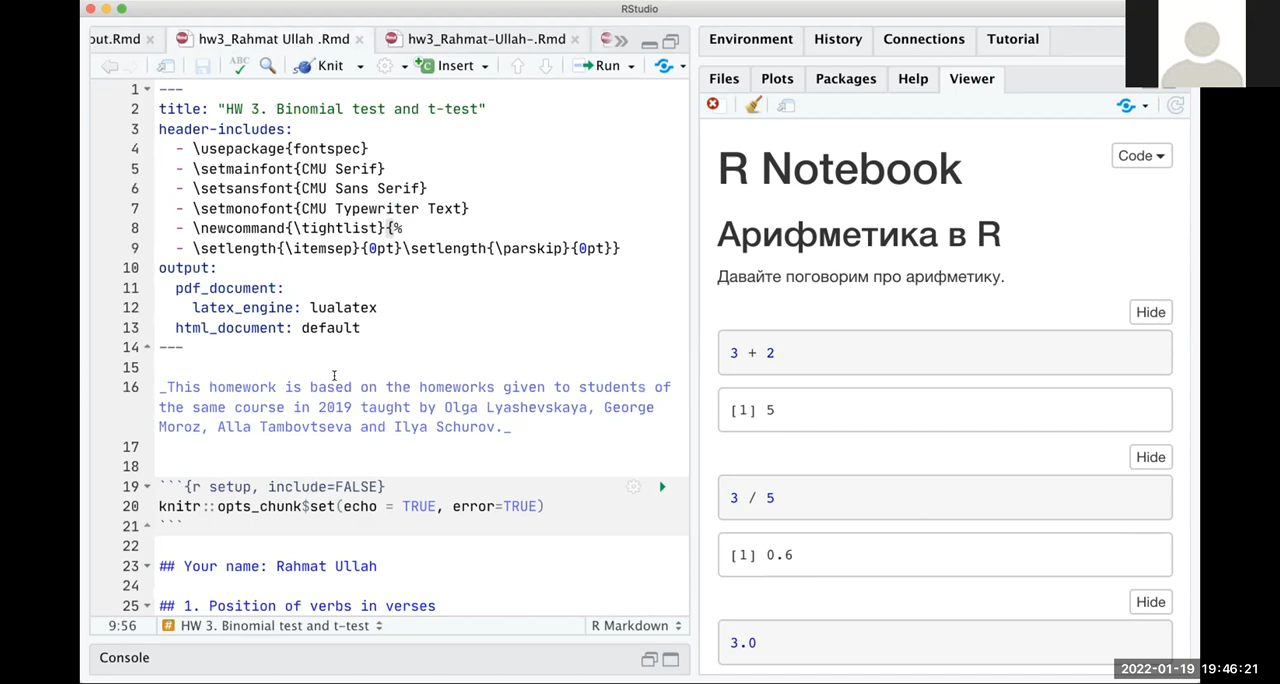 RStudio
out.Rmd
hw3_Rahmat Ullah .Rmd
hw3_Rahmat-Ullah-.Rmd
ABC
Knit
Insert
Run
1 ---
2 title: "HW 3. Binomial test and t-test"
3 header-includes:
4 - \usepackage{fontspec}
5 - \setmainfont{CMU Serif}
6 - \setsansfont{CMU Sans Serif}
7 - \setmonofont{CMU Typewriter Text}
8 - \newcommand{\tightlist}{%
9 - \setlength{\itemsep}{0pt}\setlength{\parskip}{0pt}}
10 output:
11 pdf_document:
12 latex_engine: lualatex
13 html_document: default
14 ---
15
16 _This homework is based on the homeworks given to students of
the same course in 2019 taught by Olga Lyashevskaya, George
Moroz, Alla Tambovtseva and Ilya Schurov._
17
18
19 ```{r setup, include=FALSE}
20 knitr::opts_chunk$set(echo = TRUE, error=TRUE)
21 ```
22
23 ## Your name: Rahmat Ullah
24
25 ## 1. Position of verbs in verses
9:56
# HW 3. Binomial test and t-test
R Markdown
Console
Environment
History
Connections
Tutorial
Files
Plots
Packages
Help
Viewer
R Notebook
Code
Арифметика в R
Давайте поговорим про арифметику.
Hide
3 + 2
[1] 5
Hide
3 / 5
[1] 0.6
Hide
3.0
2022-01-19 19:46:21